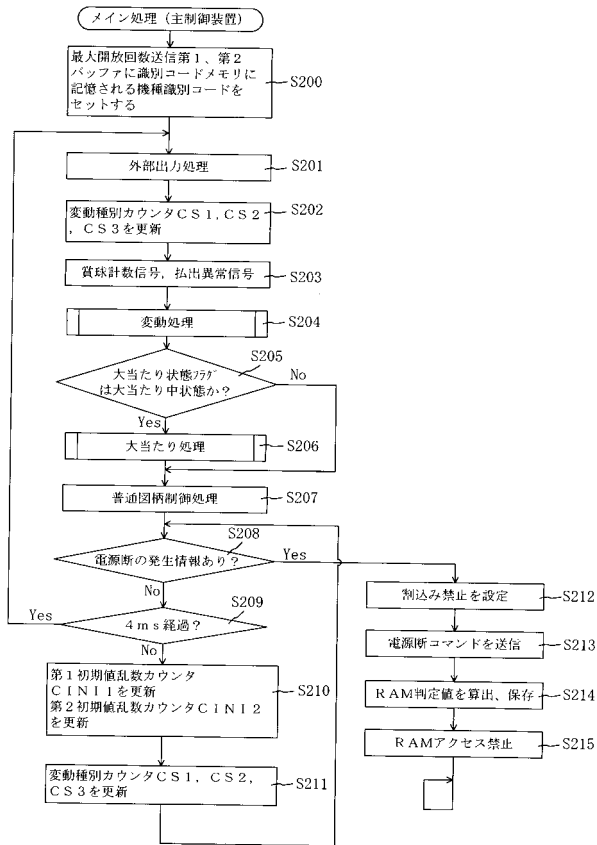 メイン処理（主制御装置）
最大開放回数送信第１、第２
バッファに識別コードメモリに
記憶される機種識別コードを
セットする
S200
外部出力処理
S201
変動種別カウンタＣＳ１，ＣＳ２
，ＣＳ３を更新
S202
賞球計数信号，払出異常信号
S203
変動処理
S204
S205
大当たり状態フラグ
は大当たり中状態か？
No
Yes
大当たり処理
S206
普通図柄制御処理
S207
S208
電源断の発生情報あり？
Yes
No
S209
Yes
４ｍｓ経過？
No
第１初期値乱数カウンタ
ＣＩＮＩ１を更新
第２初期値乱数カウンタＣＩＮＩ２
を更新
S210
変動種別カウンタＣＳ１，ＣＳ２，
ＣＳ３を更新
S211
割込み禁止を設定
S212
電源断コマンドを送信
S213
ＲＡＭ判定値を算出、保存
S214
ＲＡＭアクセス禁止
S215